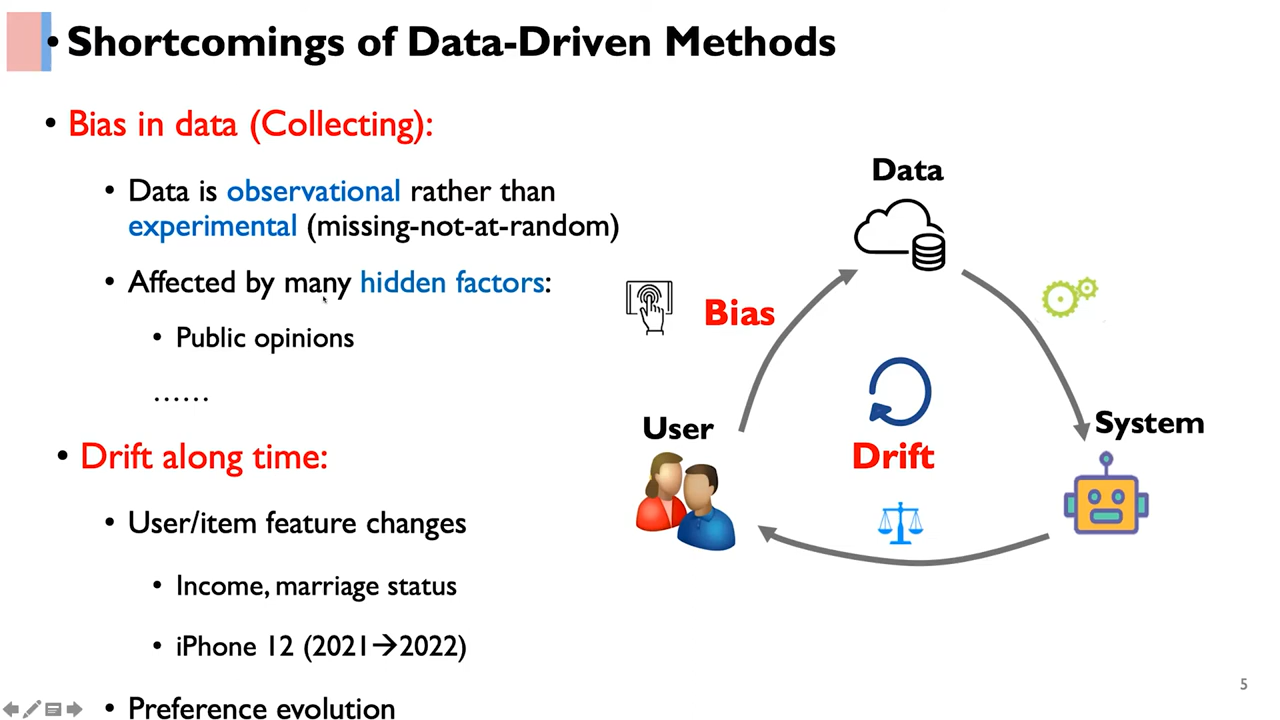 • Shortcomings of Data-Driven Methods
• Bias in data (Collecting):
• Data is observational rather than
experimental (missing-not-at-random)
• Affected by many hidden factors:
• Public opinions
……
• Drift along time:
• User/item feature changes
• Income, marriage status
• iPhone 12 (2021→2022)
• Preference evolution
Data
Bias
User
System
Drift
5